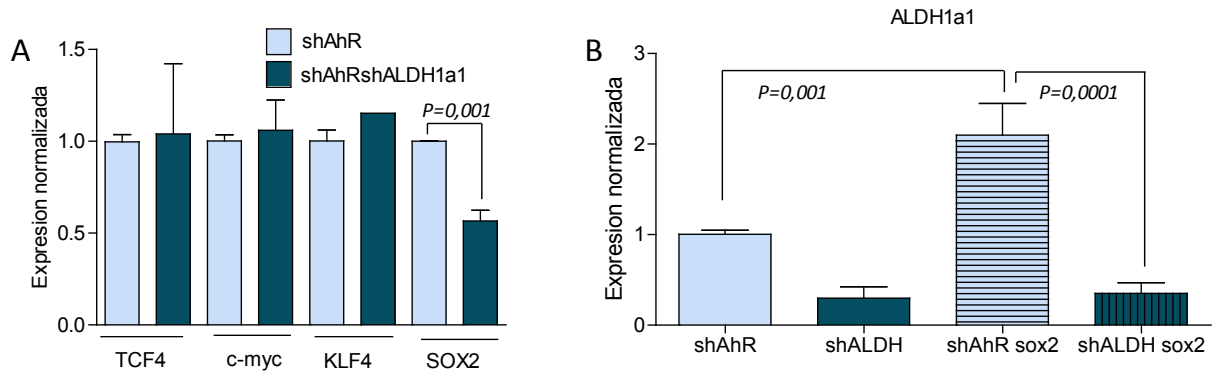 A
shAhR
shAhRshALDH1a1
P=0,001
Expresion normalizada
1.5
1.0
0.5
0.0
TCF4 c-myc KLF4 SOX2
B
ALDH1a1
P=0,001 P=0,0001
Expresion normalizada
3
2
1
0
shAhR shALDH shAhR sox2 shALDH sox2